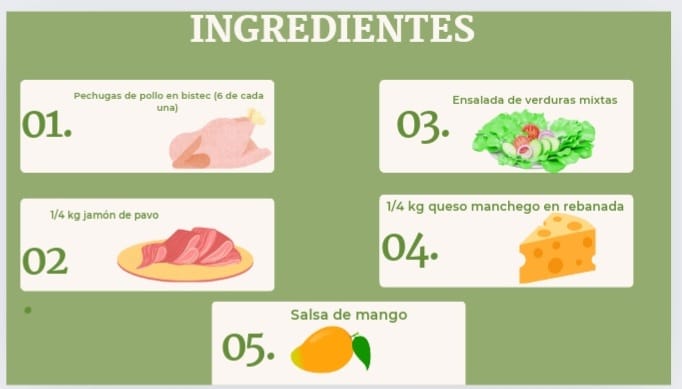 INGREDIENTES
01.
Pechugas de pollo en bistec (6 de cada
una)
02
1/4 kg jamón de pavo
03.
Ensalada de verduras mixtas
04.
1/4 kg queso manchego en rebanada
05.
Salsa de mango